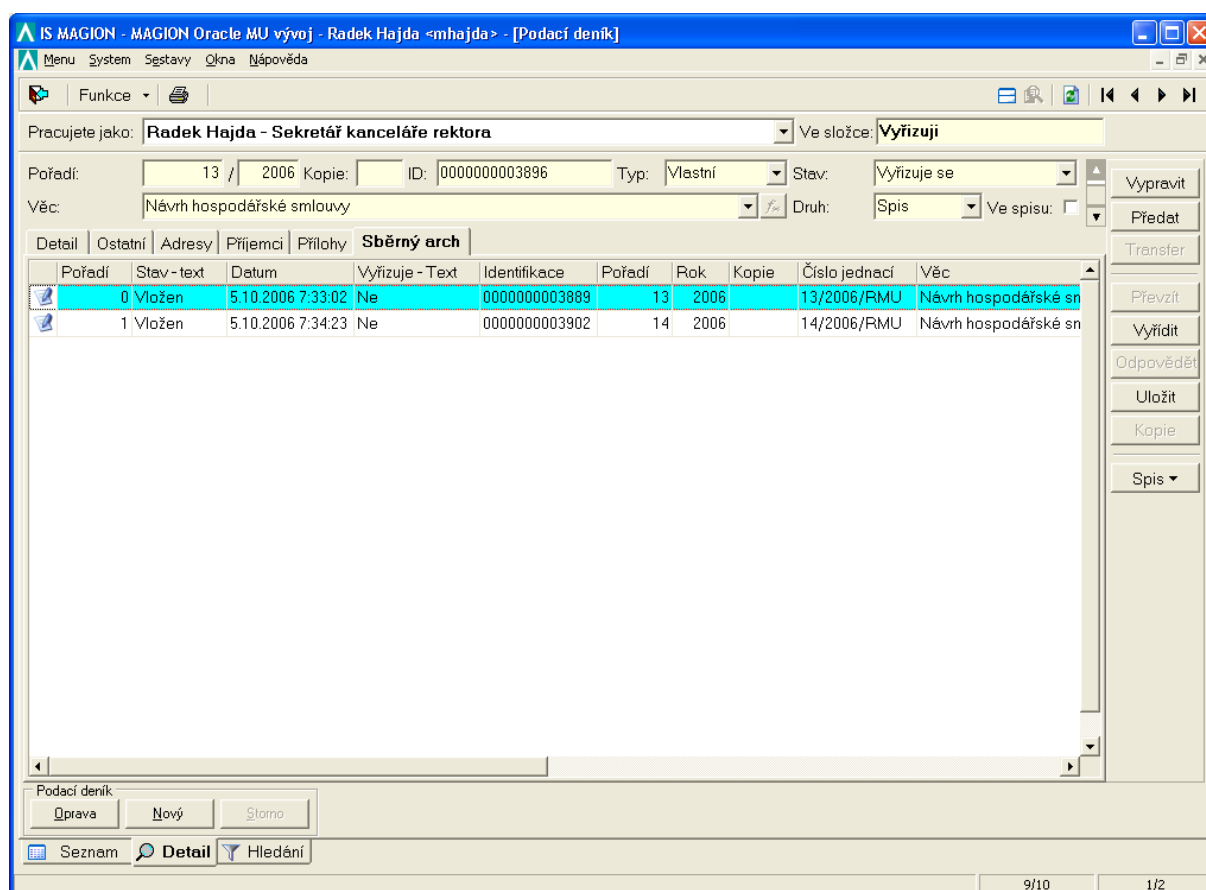 IS MAGION - MAGION Oracle MU vývoj - Radek Hajda <mhajda> - [Podací deník]
Menu System Sestavy Okna Nápověda
Funkce
Pracujete jako: Radek Hajda - Sekretář kanceláře rektora Ve složce: Vyřizuji
Pořadí: 13 / 2006 Kopie: ID: 0000000003896 Typ: Vlastní Stav: Vyřizuje se
Věc: Návrh hospodářské smlouvy Druh: Spis Ve spisu:
Detail Ostatní Adresy Příjemci Přílohy Sběrný arch
Pořadí Stav-text Datum Vyřizuje - Text Identifikace Pořadí Rok Kopie Číslo jednací Věc
0 Vložen 5.10.2006 7:33:02 Ne 0000000003889 13 2006 13/2006/RMU Návrh hospodářské sm
1 Vložen 5.10.2006 7:34:23 Ne 0000000003902 14 2006 14/2006/RMU Návrh hospodářské sn
Vypravit
Předat
Transfer
Převzít
Vyřídit
Odpovědět
Uložit
Kopie
Spis
Podací deník
Oprava Nový Storno
Seznam Detail Hledání
9/10 1/2